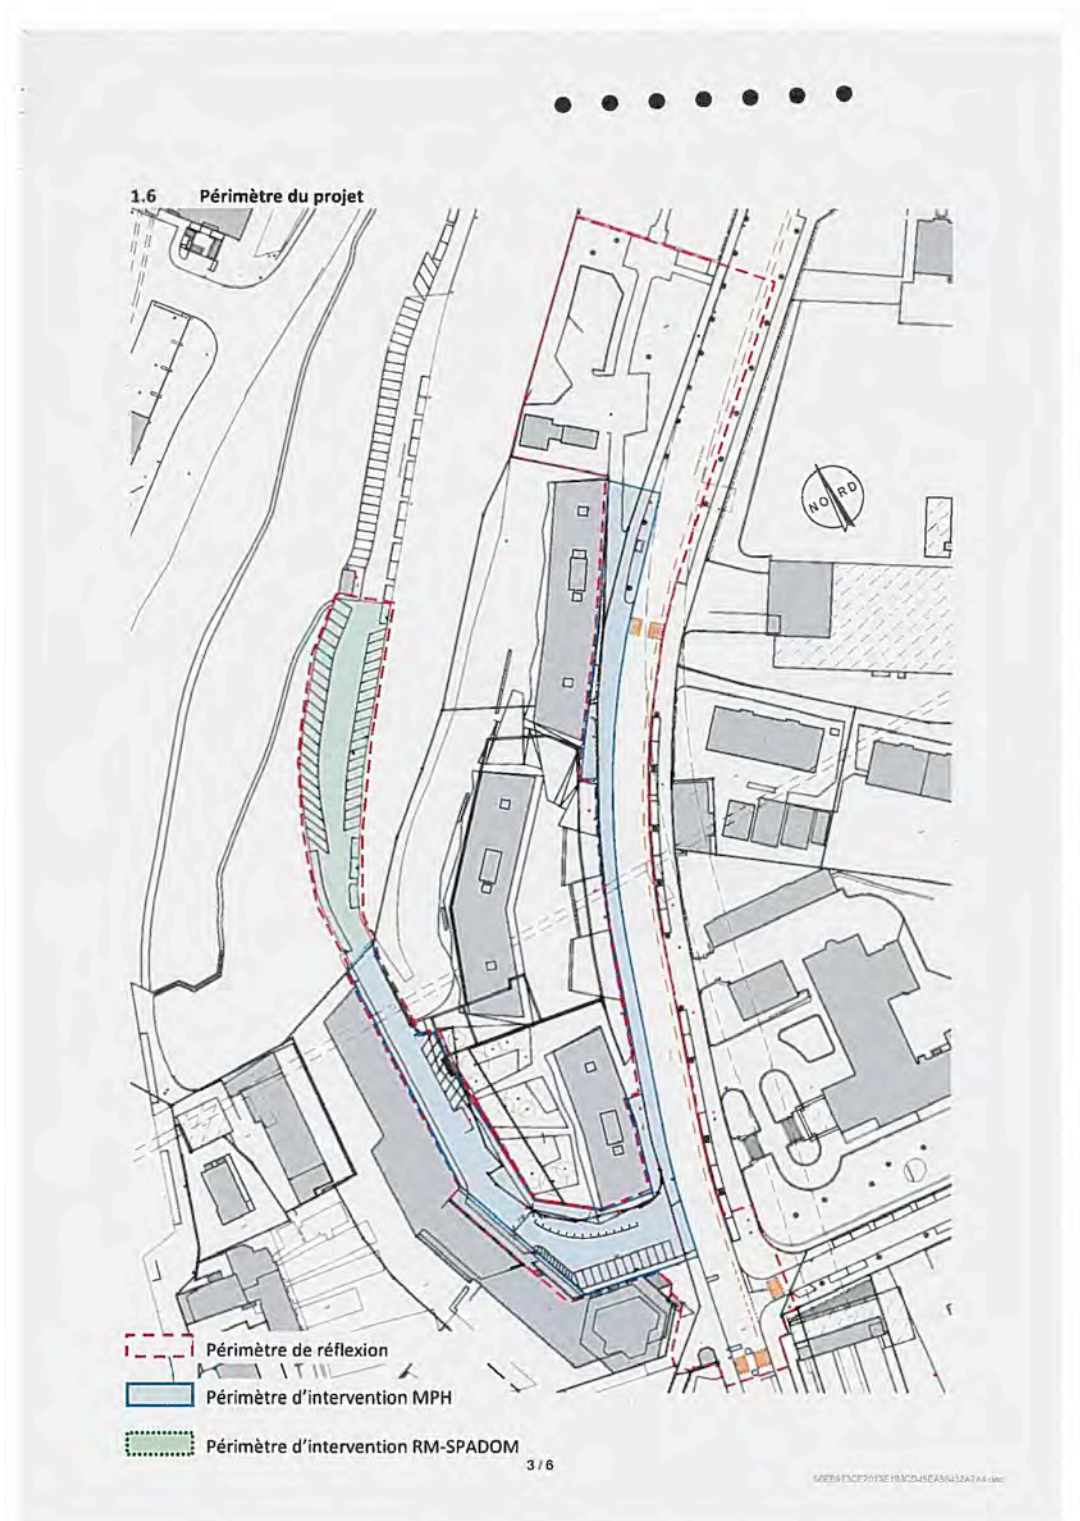 1.6 Périmètre du projet
NORD
Périmètre de réflexion
Périmètre d'intervention MPH
Périmètre d'intervention RM-SPADOM
3 / 6